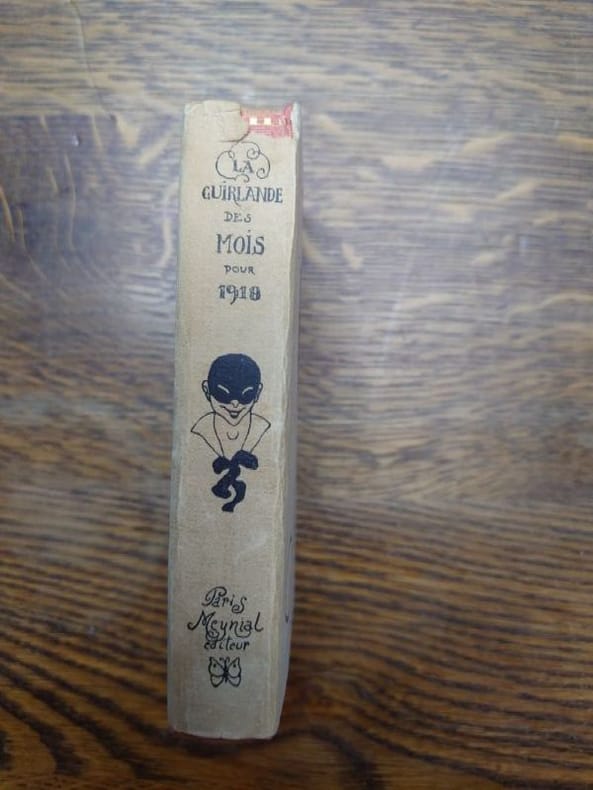 LA
GUIRLANDE
DES
MOIS
POUR
1918
Paris
Meynial
éditeur